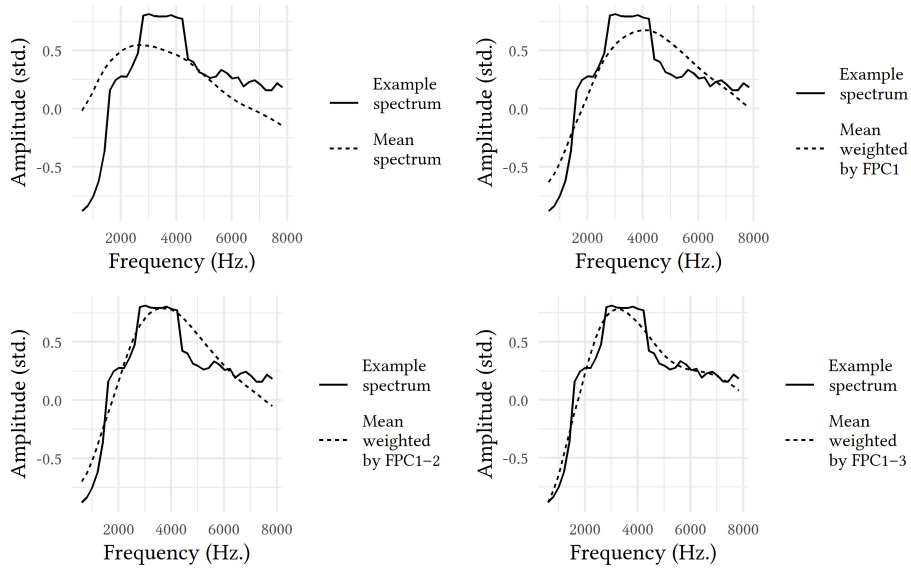 Amplitude (std.)
0.5
0.0
-0.5
2000 4000 6000 8000
Frequency (Hz.)
Example
spectrum
Mean
spectrum
Amplitude (std.)
0.5
0.0
-0.5
2000 4000 6000 8000
Frequency (Hz.)
Example
spectrum
Mean
weighted
by FPC1
Amplitude (std.)
0.5
0.0
-0.5
2000 4000 6000 8000
Frequency (Hz.)
Example
spectrum
Mean
weighted
by FPC1−2
Amplitude (std.)
0.5
0.0
-0.5
2000 4000 6000 8000
Frequency (Hz.)
Example
spectrum
Mean
weighted
by FPC1−3